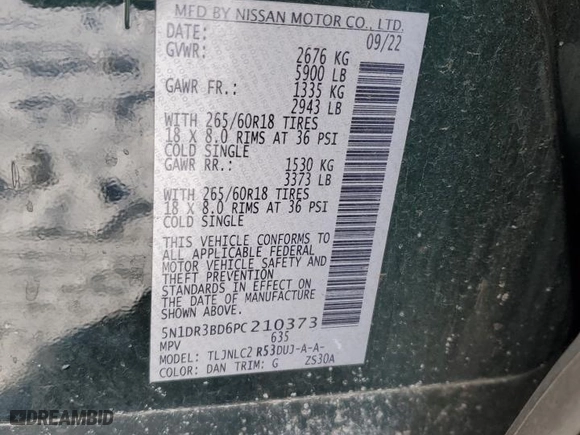 MFD BY NISSAN MOTOR CO., LTD.
09/22
GVWR: 2676 KG
5900 LB
GAWR FR.: 1335 KG
2943 LB
WITH 265/60R18 TIRES
18 X 8.0 RIMS AT 36 PSI
COLD SINGLE
GAWR RR.: 1530 KG
3373 LB
WITH 265/60R18 TIRES
18 X 8.0 RIMS AT 36 PSI
COLD SINGLE
THIS VEHICLE CONFORMS TO
ALL APPLICABLE FEDERAL
MOTOR VEHICLE SAFETY AND
THEFT PREVENTION
STANDARDS IN EFFECT ON
THE DATE OF MANUFACTURE
SHOWN ABOVE.
5N1DR3BD6PC210373
MPV 635
MODEL: TLJNLC2 R53DUJ-A-A-
COLOR: DAN TRIM: G ZS30A
DREAMBID